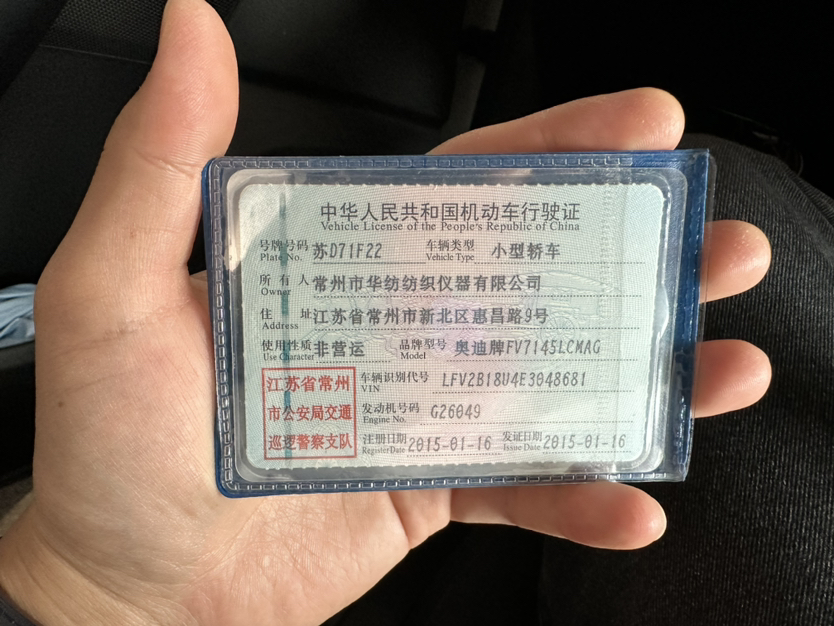 中华人民共和国机动车行驶证
Vehicle License of the People's Republic of China
号牌号码 苏D71F22 车辆类型 小型轿车
Plate No. Vehicle Type
所有人 常州市华纺纺织仪器有限公司
Owner
住址 江苏省常州市新北区惠昌路9号
Address
使用性质 非营运 品牌型号 奥迪牌FV7145LCMAG
Use Character Model
江苏省常州
市公安局交通
巡逻警察支队
车辆识别代号 LFV2B18U4E3048681
VIN
发动机号码 G26049
Engine No.
注册日期 2015-01-16 发证日期 2015-01-16
Register Date Issue Date